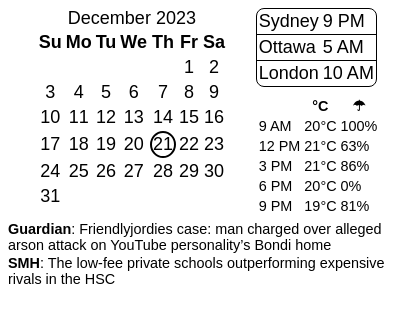 December 2023
Su Mo Tu We Th Fr Sa
1 2
3 4 5 6 7 8 9
10 11 12 13 14 15 16
17 18 19 20 21 22 23
24 25 26 27 28 29 30
31
Sydney 9 PM
Ottawa 5 AM
London 10 AM
°C ☂
9 AM 20°C 100%
12 PM 21°C 63%
3 PM 21°C 86%
6 PM 20°C 0%
9 PM 19°C 81%
Guardian: Friendlyjordies case: man charged over alleged
arson attack on YouTube personality's Bondi home
SMH: The low-fee private schools outperforming expensive
rivals in the HSC